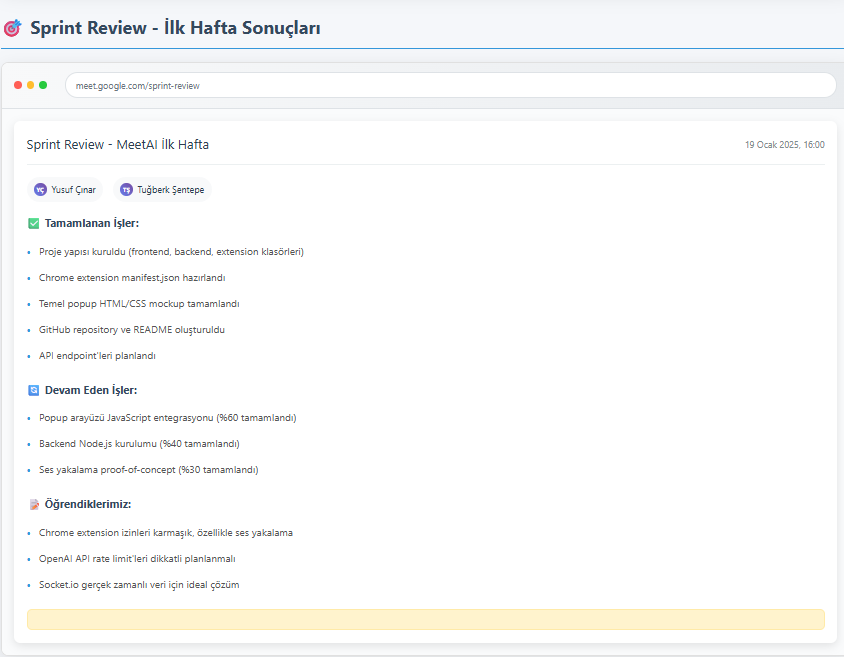 Sprint Review - İlk Hafta Sonuçları
meet.google.com/sprint-review
Sprint Review - MeetAI İlk Hafta
19 Ocak 2025, 16:00
YÇ Yusuf Çınar TŞ Tuğberk Şentepe
Tamamlanan İşler:
• Proje yapısı kuruldu (frontend, backend, extension klasörleri)
• Chrome extension manifest.json hazırlandı
• Temel popup HTML/CSS mockup tamamlandı
• GitHub repository ve README oluşturuldu
• API endpoint'leri planlandı
Devam Eden İşler:
• Popup arayüzü JavaScript entegrasyonu (%60 tamamlandı)
• Backend Node.js kurulumu (%40 tamamlandı)
• Ses yakalama proof-of-concept (%30 tamamlandı)
Öğrendiklerimiz:
• Chrome extension izinleri karmaşık, özellikle ses yakalama
• OpenAI API rate limit'leri dikkatli planlanmalı
• Socket.io gerçek zamanlı veri için ideal çözüm